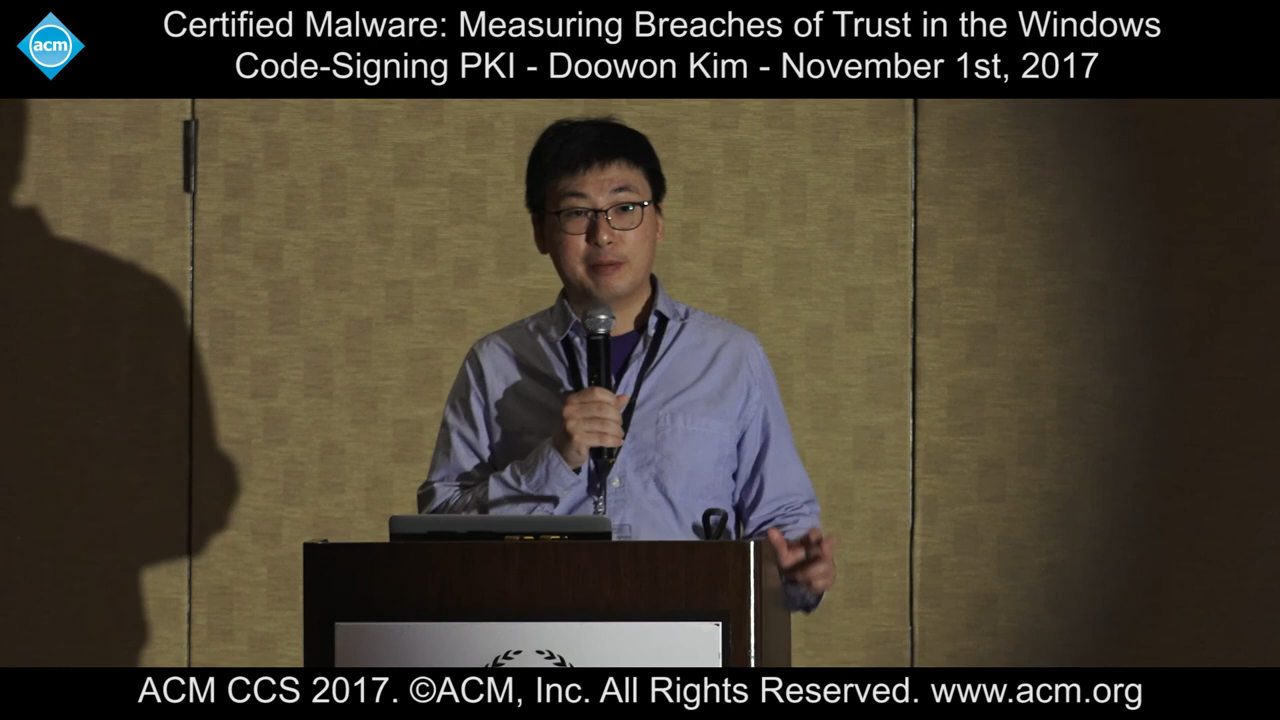 acm
Certified Malware: Measuring Breaches of Trust in the Windows
Code-Signing PKI - Doowon Kim - November 1st, 2017
ACM CCS 2017. ©ACM, Inc. All Rights Reserved. www.acm.org